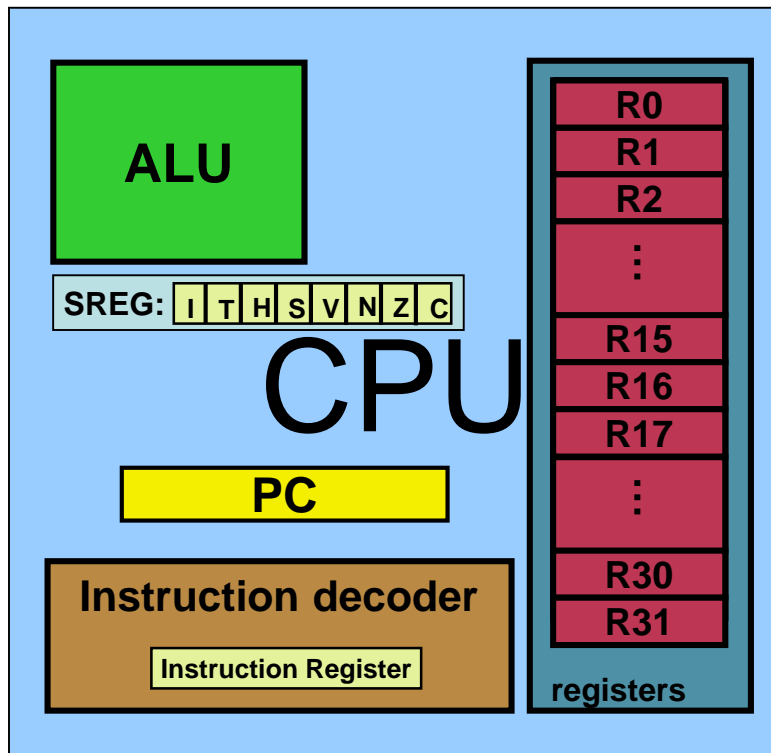 ALU
SREG: I T H S V N Z C
CPU
PC
Instruction decoder
Instruction Register
R0
R1
R2
⋮
R15
R16
R17
⋮
R30
R31
registers